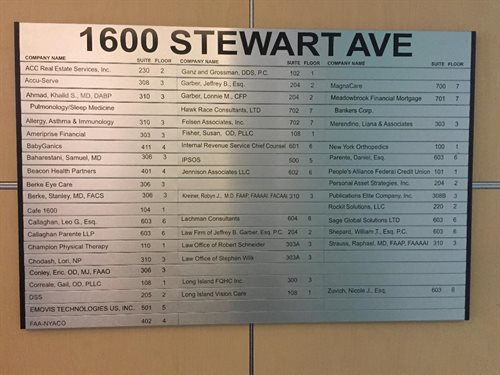 1600 STEWART AVE
COMPANY NAME SUITE FLOOR
ACC Real Estate Services, Inc. 230 2
Accu-Serve 308 3
Ahmad, Khalid S., MD, DABP 310 3
Pulmonology/Sleep Medicine
Allergy, Asthma & Immunology 310 3
Ameriprise Financial 303 3
BabyGanics 411 4
Baharestani, Samuel, MD 306 3
Beacon Health Partners 401 4
Berke Eye Care 306 3
Berke, Stanley, MD, FACS 306 3
Cafe 1600 104 1
Callaghan, Leo G., Esq. 603 6
Callaghan Parente LLP 603 6
Champion Physical Therapy 110 1
Chodash, Lori, NP 310 3
Conley, Eric, OD, MJ, FAAO 306 3
Correale, Gail, OD, PLLC 108 1
DSS 205 2
EMOVIS TECHNOLOGIES US, INC. 501 5
FAA-NYACO 402 4
COMPANY NAME SUITE FLOOR
Ganz and Grossman, DDS, P.C. 102 1
Garber, Jeffrey B., Esq. 204 2
Garber, Lonnie M., CFP 204 2
Hawk Race Consultants, LTD 702 7
Felsen Associates, Inc. 702 7
Fisher, Susan, OD, PLLC 108 1
Internal Revenue Service Chief Counsel 601 6
IPSOS 500 5
Jennison Associates LLC 602 6
Kreiner, Robyn J., M.D. FAAP, FAAAAI, FACAAI 310 3
Lachman Consultants 604 6
Law Firm of Jeffrey B. Garber, Esq. P.C. 204 2
Law Office of Robert Schneider 303A 3
Law Office of Stephen Wilk 303A 3
Long Island FQHC Inc. 300 3
Long Island Vision Care 108 1
COMPANY NAME SUITE FLOOR
MagnaCare 700 7
Meadowbrook Financial Mortgage 701 7
Bankers Corp.
Merendino, Liana & Associates 303 3
New York Orthopedics 100 1
Parente, Daniel, Esq. 603 6
People's Alliance Federal Credit Union 101 1
Personal Asset Strategies, Inc. 204 2
Publications Elite Company, Inc. 308B 3
Rockit Solutions, LLC 220 2
Sage Global Solutions LTD 603 6
Shepard, William T., Esq. P.C. 603 6
Strauss, Raphael, MD, FAAP, FAAAAI 310 3
Zuvich, Nicole J., Esq. 603 6